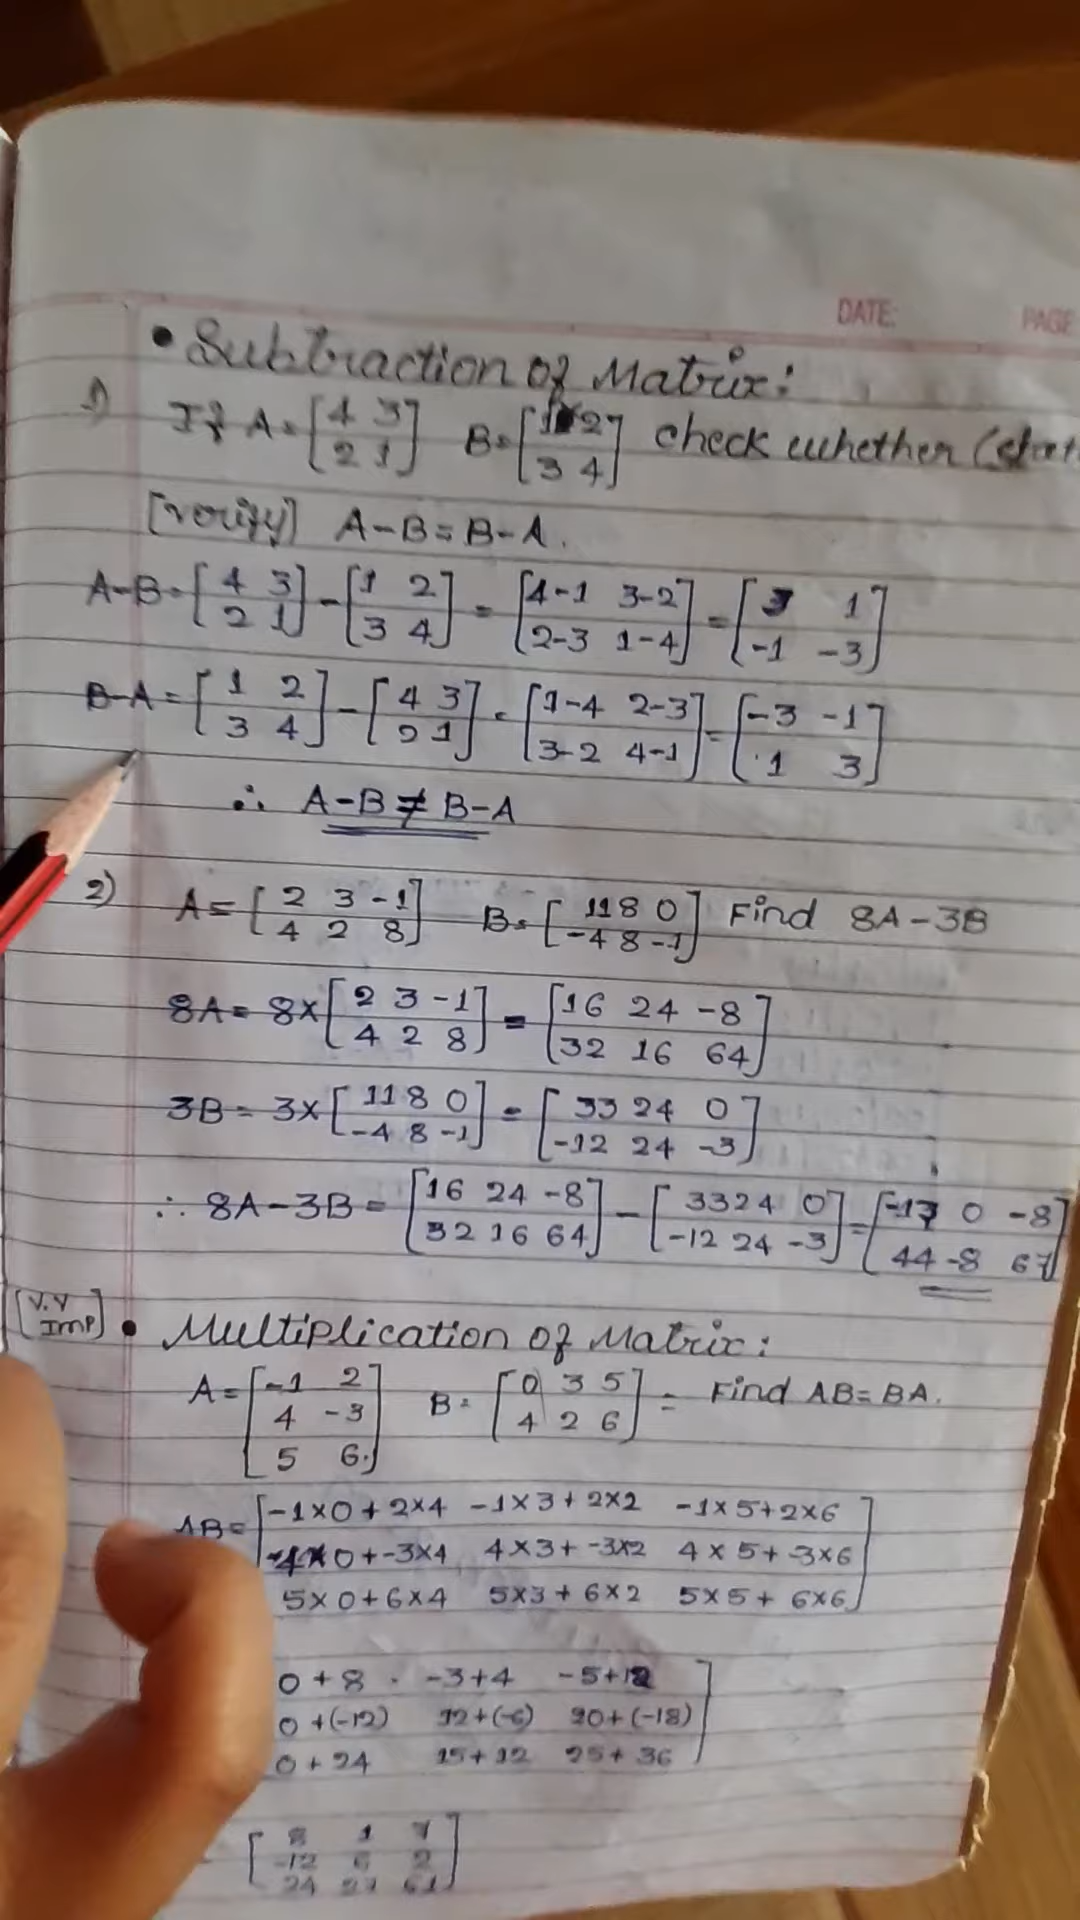 DATE: PAGE
• Subtraction of Matrix:
1) If A = [4 3 B = [1 2 check whether
2 1] 3 4]
[verify] A-B = B-A.
A-B = [4 3 - [1 2 = [4-1 3-2 = [3 1
2 1] 3 4] 2-3 1-4] -1 -3]
B-A = [1 2 - [4 3 = [1-4 2-3 = [-3 -1
3 4] 2 1] 3-2 4-1] 1 3]
∴ A-B ≠ B-A
2) A = [2 3 -1 B = [11 8 0 Find 8A-3B
4 2 8] -4 8 -1]
8A = 8× [2 3 -1 = [16 24 -8
4 2 8] 32 16 64]
3B = 3× [11 8 0 = [33 24 0
-4 8 -1] -12 24 -3]
∴ 8A-3B = [16 24 -8 - [33 24 0 = [-17 0 -8
32 16 64] -12 24 -3] 44 -8 67]
[V.V
IMP] • Multiplication of Matrix:
A = [-1 2 B = [0 3 5 = Find AB = BA.
4 -3 4 2 6]
5 6]
AB = [-1×0+2×4 -1×3+2×2 -1×5+2×6
4×0+-3×4 4×3+-3×2 4×5+-3×6
5×0+6×4 5×3+6×2 5×5+6×6]
0+8 -3+4 -5+12
0+(-12) 12+(-6) 20+(-18)
0+24 15+12 25+36]
[8 1 7
-12 6 2
24 27 61]